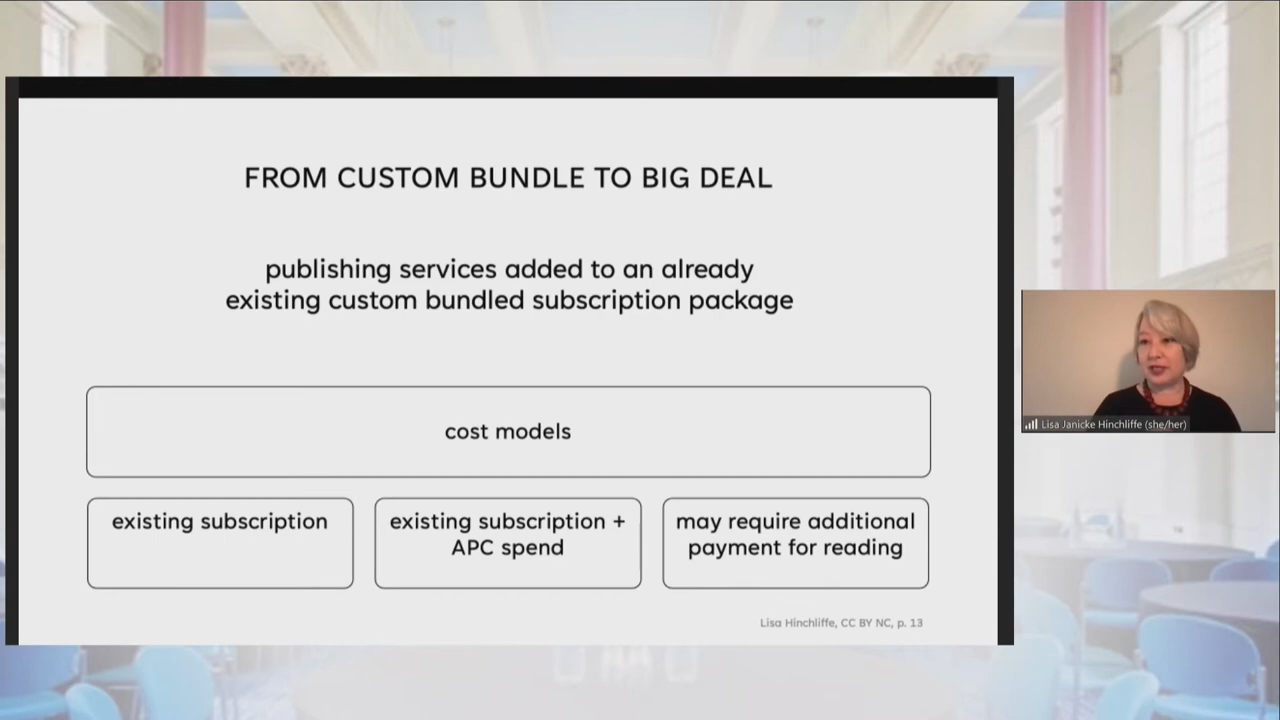 FROM CUSTOM BUNDLE TO BIG DEAL
publishing services added to an already
existing custom bundled subscription package
cost models
existing subscription
existing subscription +
APC spend
may require additional
payment for reading
Lisa Hinchliffe, CC BY NC, p. 13
Lisa Janicke Hinchliffe (she/her)